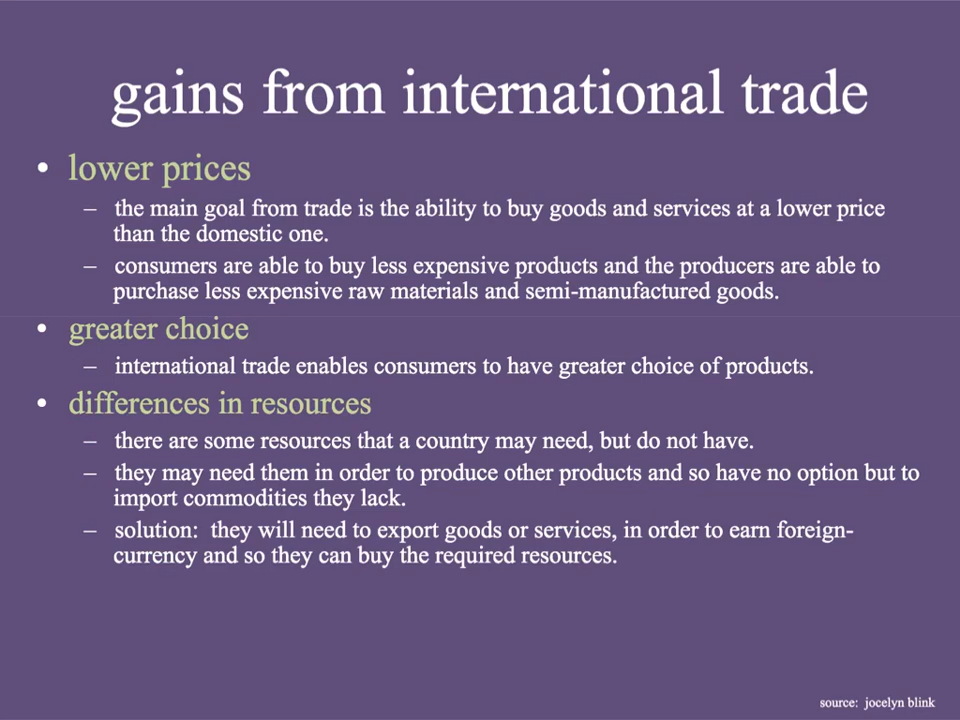 gains from international trade
• lower prices
– the main goal from trade is the ability to buy goods and services at a lower price
than the domestic one.
– consumers are able to buy less expensive products and the producers are able to
purchase less expensive raw materials and semi-manufactured goods.
• greater choice
– international trade enables consumers to have greater choice of products.
• differences in resources
– there are some resources that a country may need, but do not have.
– they may need them in order to produce other products and so have no option but to
import commodities they lack.
– solution:  they will need to export goods or services, in order to earn foreign-
currency and so they can buy the required resources.
source:  jocelyn blink